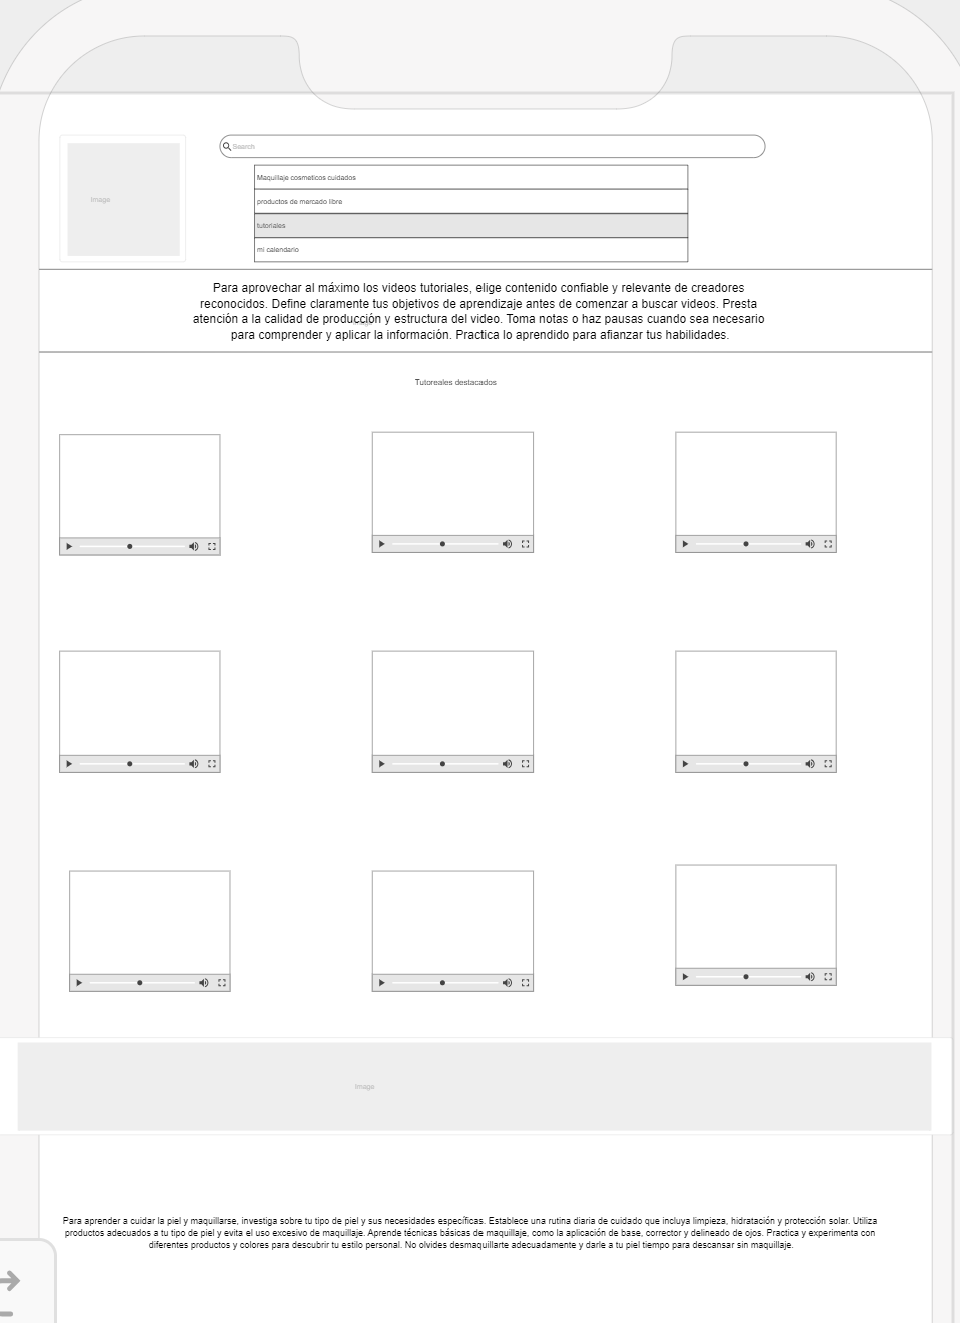 Search
Image
Maquillaje cosmeticos cuidados
productos de mercado libre
tutoriales
mi calendario
Para aprovechar al máximo los videos tutoriales, elige contenido confiable y relevante de creadores
reconocidos. Define claramente tus objetivos de aprendizaje antes de comenzar a buscar videos. Presta
atención a la calidad de producción y estructura del video. Toma notas o haz pausas cuando sea necesario
para comprender y aplicar la información. Practica lo aprendido para afianzar tus habilidades.
Tutoreales destacados
Image
Para aprender a cuidar la piel y maquillarse, investiga sobre tu tipo de piel y sus necesidades específicas. Establece una rutina diaria de cuidado que incluya limpieza, hidratación y protección solar. Utiliza
productos adecuados a tu tipo de piel y evita el uso excesivo de maquillaje. Aprende técnicas básicas de maquillaje, como la aplicación de base, corrector y delineado de ojos. Practica y experimenta con
diferentes productos y colores para descubrir tu estilo personal. No olvides desmaquillarte adecuadamente y darle a tu piel tiempo para descansar sin maquillaje.